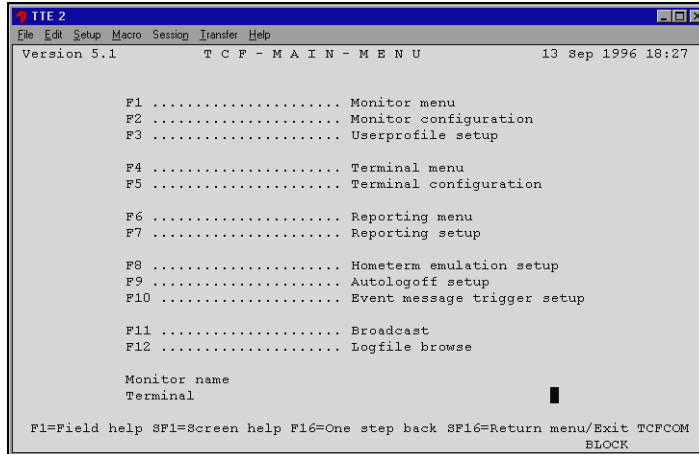 TTE 2
File Edit Setup Macro Session Transfer Help
Version 5.1 T C F - M A I N - M E N U 13 Sep 1996 18:27
F1 ...................... Monitor menu
F2 ...................... Monitor configuration
F3 ...................... Userprofile setup
F4 ...................... Terminal menu
F5 ...................... Terminal configuration
F6 ...................... Reporting menu
F7 ...................... Reporting setup
F8 ...................... Hometerm emulation setup
F9 ...................... Autologoff setup
F10 ..................... Event message trigger setup
F11 ..................... Broadcast
F12 ..................... Logfile browse
Monitor name
Terminal
F1=Field help SF1=Screen help F16=One step back SF16=Return menu/Exit TCFCOM
BLOCK